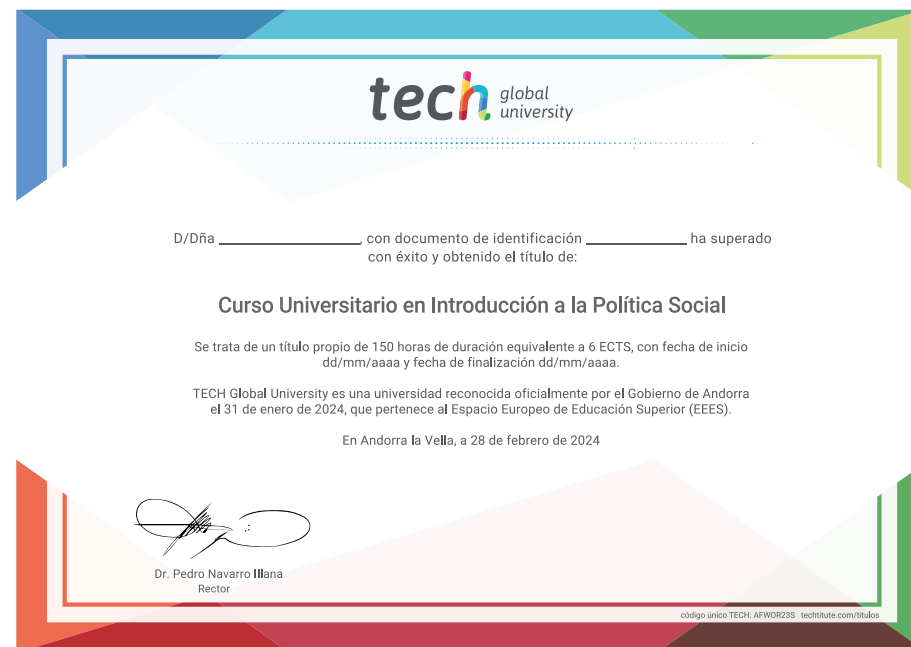 tech global
university
D/Dña ______________, con documento de identificación __________ ha superado
con éxito y obtenido el título de:
Curso Universitario en Introducción a la Política Social
Se trata de un título propio de 150 horas de duración equivalente a 6 ECTS, con fecha de inicio
dd/mm/aaaa y fecha de finalización dd/mm/aaaa.
TECH Global University es una universidad reconocida oficialmente por el Gobierno de Andorra
el 31 de enero de 2024, que pertenece al Espacio Europeo de Educación Superior (EEES).
En Andorra la Vella, a 28 de febrero de 2024
Dr. Pedro Navarro Illana
Rector
código único TECH: AFWOR23S techtitute.com/titulos